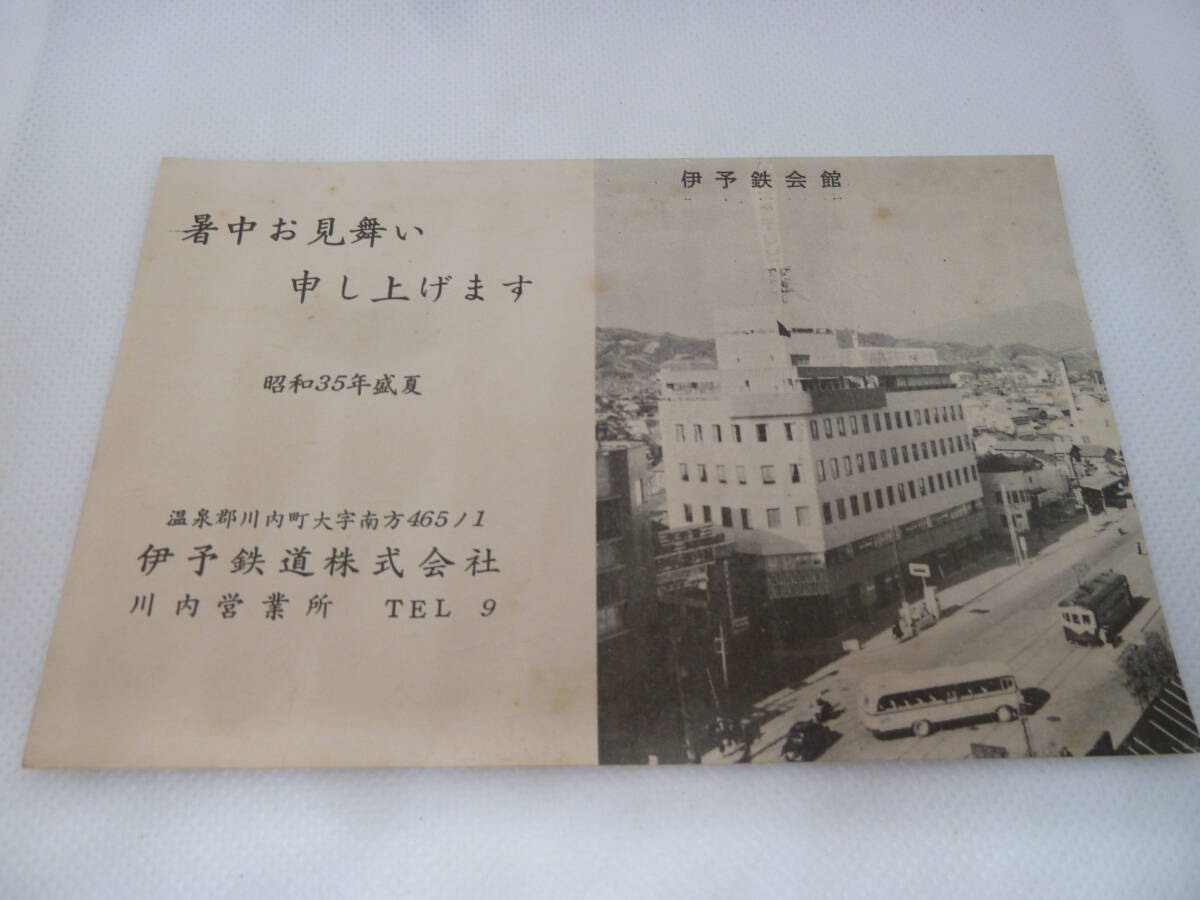 暑中お見舞い
申し上げます
昭和35年盛夏
温泉郡川内町大字南方465ノ1
伊予鉄道株式会社
川内営業所 TEL 9
伊予鉄会館